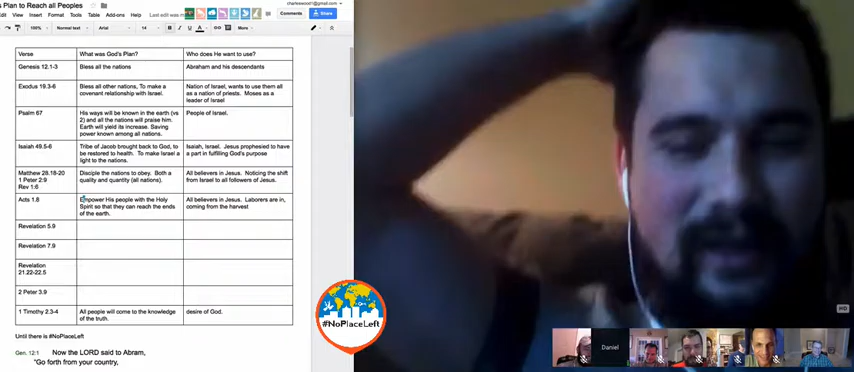 s Plan to Reach all Peoples
charleswood1@gmail.com
Insert Format Tools Table Add-ons Help Last edit was
Comments Share
100% Normal text Arial 14 B I U A More
Verse What was God's Plan? Who does He want to use?
Genesis 12.1-3 Bless all the nations Abraham and his descendants
Exodus 19.3-6 Bless all other nations, To make a
covenant relationship with Israel.
Nation of Israel, wants to use them all
as a nation of priests. Moses as a
leader of Israel
Psalm 67 His ways will be known in the earth (vs
2) and all the nations will praise him.
Earth will yield its increase. Saving
power known among all nations.
People of Israel.
Isaiah 49.5-6 Tribe of Jacob brought back to God, to
be restored to health. To make Israel a
light to the nations.
Isaiah, Israel. Jesus prophesied to have
a part in fulfilling God's purpose
Matthew 28.18-20
1 Peter 2:9
Rev 1:6
Disciple the nations to obey. Both a
quality and quantity (all nations).
All believers in Jesus. Noticing the shift
from Israel to all followers of Jesus.
Acts 1.8 Empower His people with the Holy
Spirit so that they can reach the ends
of the earth.
All believers in Jesus. Laborers are in,
coming from the harvest
Revelation 5.9
Revelation 7.9
Revelation
21.22-22.5
2 Peter 3.9
1 Timothy 2.3-4 All people will come to the knowledge
of the truth.
desire of God.
Until there is #NoPlaceLeft
Gen. 12:1 Now the LORD said to Abram,
"Go forth from your country,
#NoPlaceLeft
HD
Daniel